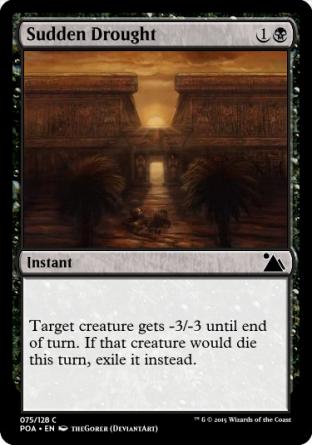 Sudden Drought 1
Instant
Target creature gets -3/-3 until end
of turn. If that creature would die
this turn, exile it instead.
075/128 C
POA • EN theGorer (DeviantArt)
™ & © 2015 Wizards of the Coast